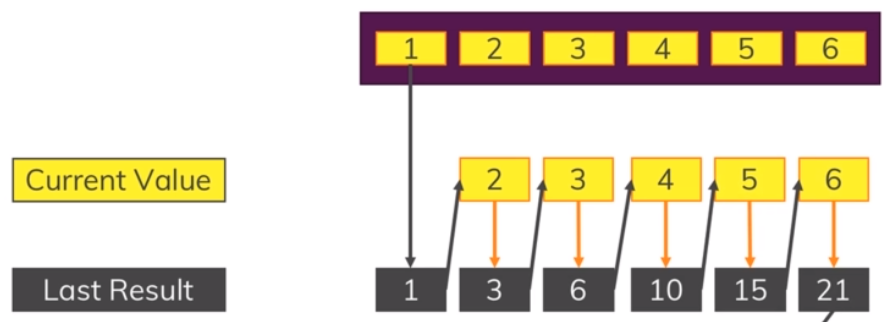 1 2 3 4 5 6
Current Value 2 3 4 5 6
Last Result 1 3 6 10 15 21